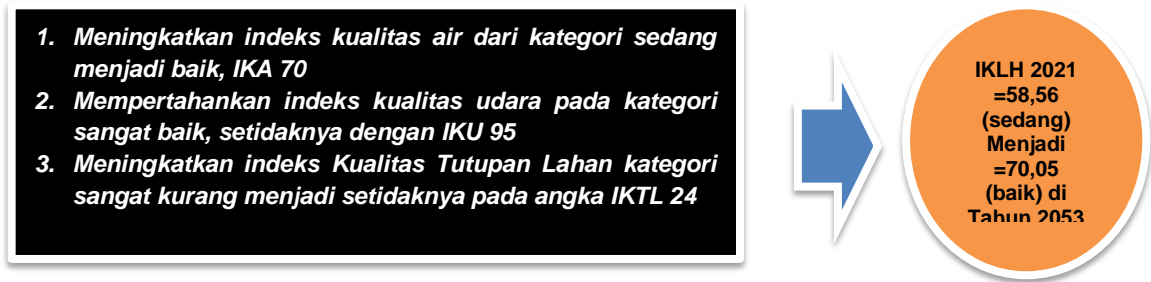 1. Meningkatkan indeks kualitas air dari kategori sedang
menjadi baik, IKA 70
2. Mempertahankan indeks kualitas udara pada kategori
sangat baik, setidaknya dengan IKU 95
3. Meningkatkan indeks Kualitas Tutupan Lahan kategori
sangat kurang menjadi setidaknya pada angka IKTL 24
IKLH 2021
=58,56
(sedang)
Menjadi
=70,05
(baik) di
Tahun 2053